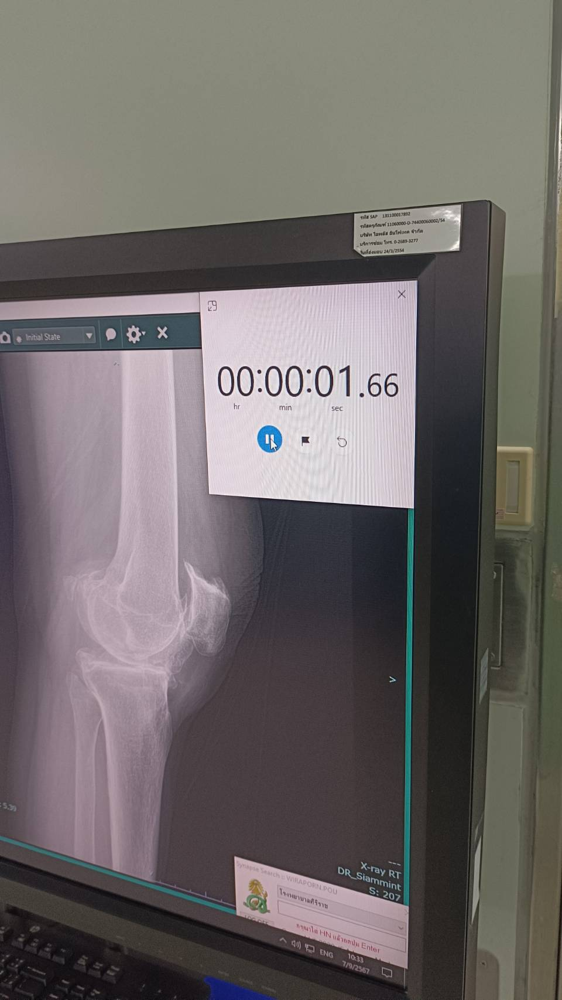 รหัส SAP 131100017892
รหัสครุภัณฑ์ 11060000-D-74400060002/54
บริษัท ไอพลัส อินโฟเทค จำกัด
บริการซ่อม โทร. 0-2689-3277
วันที่ส่งมอบ 24/3/2554
Initial State
00:00:01.66
hr min sec
5.39
---
X-ray RT
DR_Siammint
S: 207
Synapse Search :: WIRAPORN.POU
โรงพยาบาลศิริราช
LOG OFF
กรุณาใส่ HN แล้วกดปุ่ม Enter
ENG
10:33
7/9/2567